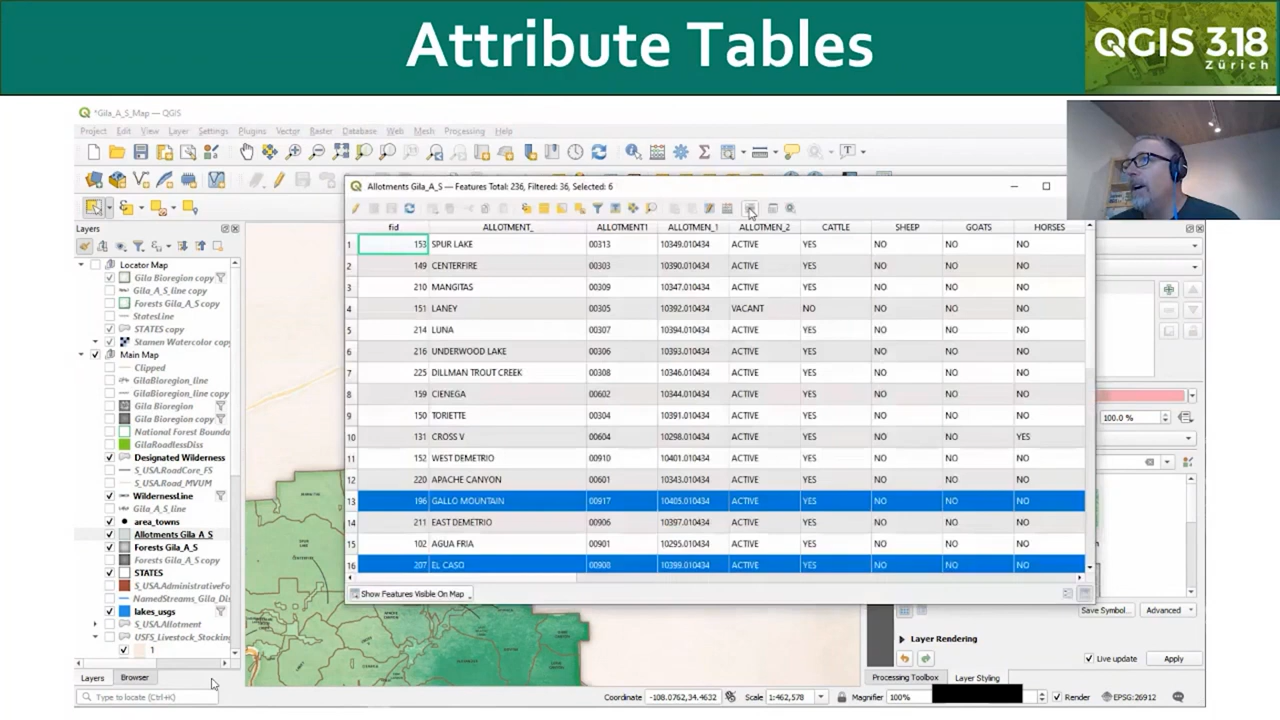 Attribute Tables
QGIS 3.18
Zürich
*Gila_A_S_Map — QGIS
Project Edit View Layer Settings Plugins Vector Raster Database Web Mesh Processing Help
Allotments Gila_A_S — Features Total: 236, Filtered: 36, Selected: 6
Layers
Locator Map
Gila Bioregion copy
Gila_A_S_line copy
Forests Gila_A_S copy
StatesLine
STATES copy
Stamen Watercolor copy
Main Map
Clipped
GilaBioregion_line
GilaBioregion_line copy
Gila Bioregion
Gila Bioregion copy
National Forest Bounda
GilaRoadlessDiss
Designated Wilderness
S_USA.RoadCore_FS
S_USA.Road_MVUM
WildernessLine
Gila_A_S_line
area_towns
Allotments Gila_A_S
Forests Gila_A_S
Forests Gila_A_S copy
STATES
S_USA.AdministrativeFo
NamedStreams_Gila_Di
lakes_usgs
S_USA.Allotment
USFS_Livestock_Stocking
1
Layers Browser
fid ALLOTMENT_ ALLOTMENT1 ALLOTMEN_1 ALLOTMEN_2 CATTLE SHEEP GOATS HORSES
1 153 SPUR LAKE 00313 10349.010434 ACTIVE YES NO NO NO
2 149 CENTERFIRE 00303 10390.010434 ACTIVE YES NO NO NO
3 210 MANGITAS 00309 10347.010434 ACTIVE YES NO NO NO
4 151 LANEY 00305 10392.010434 VACANT NO NO NO NO
5 214 LUNA 00307 10394.010434 ACTIVE YES NO NO NO
6 216 UNDERWOOD LAKE 00306 10393.010434 ACTIVE YES NO NO NO
7 225 DILLMAN TROUT CREEK 00308 10346.010434 ACTIVE YES NO NO NO
8 159 CIENEGA 00602 10344.010434 ACTIVE YES NO NO NO
9 150 TORIETTE 00304 10391.010434 ACTIVE YES NO NO NO
10 131 CROSS V 00604 10298.010434 ACTIVE YES NO NO YES
11 152 WEST DEMETRIO 00910 10401.010434 ACTIVE YES NO NO NO
12 220 APACHE CANYON 00601 10343.010434 ACTIVE YES NO NO NO
13 196 GALLO MOUNTAIN 00917 10405.010434 ACTIVE YES NO NO NO
14 211 EAST DEMETRIO 00906 10397.010434 ACTIVE YES NO NO NO
15 102 AGUA FRIA 00901 10295.010434 ACTIVE YES NO NO NO
16 207 EL CASO 00908 10399.010434 ACTIVE YES NO NO NO
Show Features Visible On Map
100.0 %
Save Symbol... Advanced
Layer Rendering
Live update Apply
Processing Toolbox Layer Styling
Type to locate (Ctrl+K)
Coordinate -108.0762,34.4632 Scale 1:462,578 Magnifier 100% Render EPSG:26912